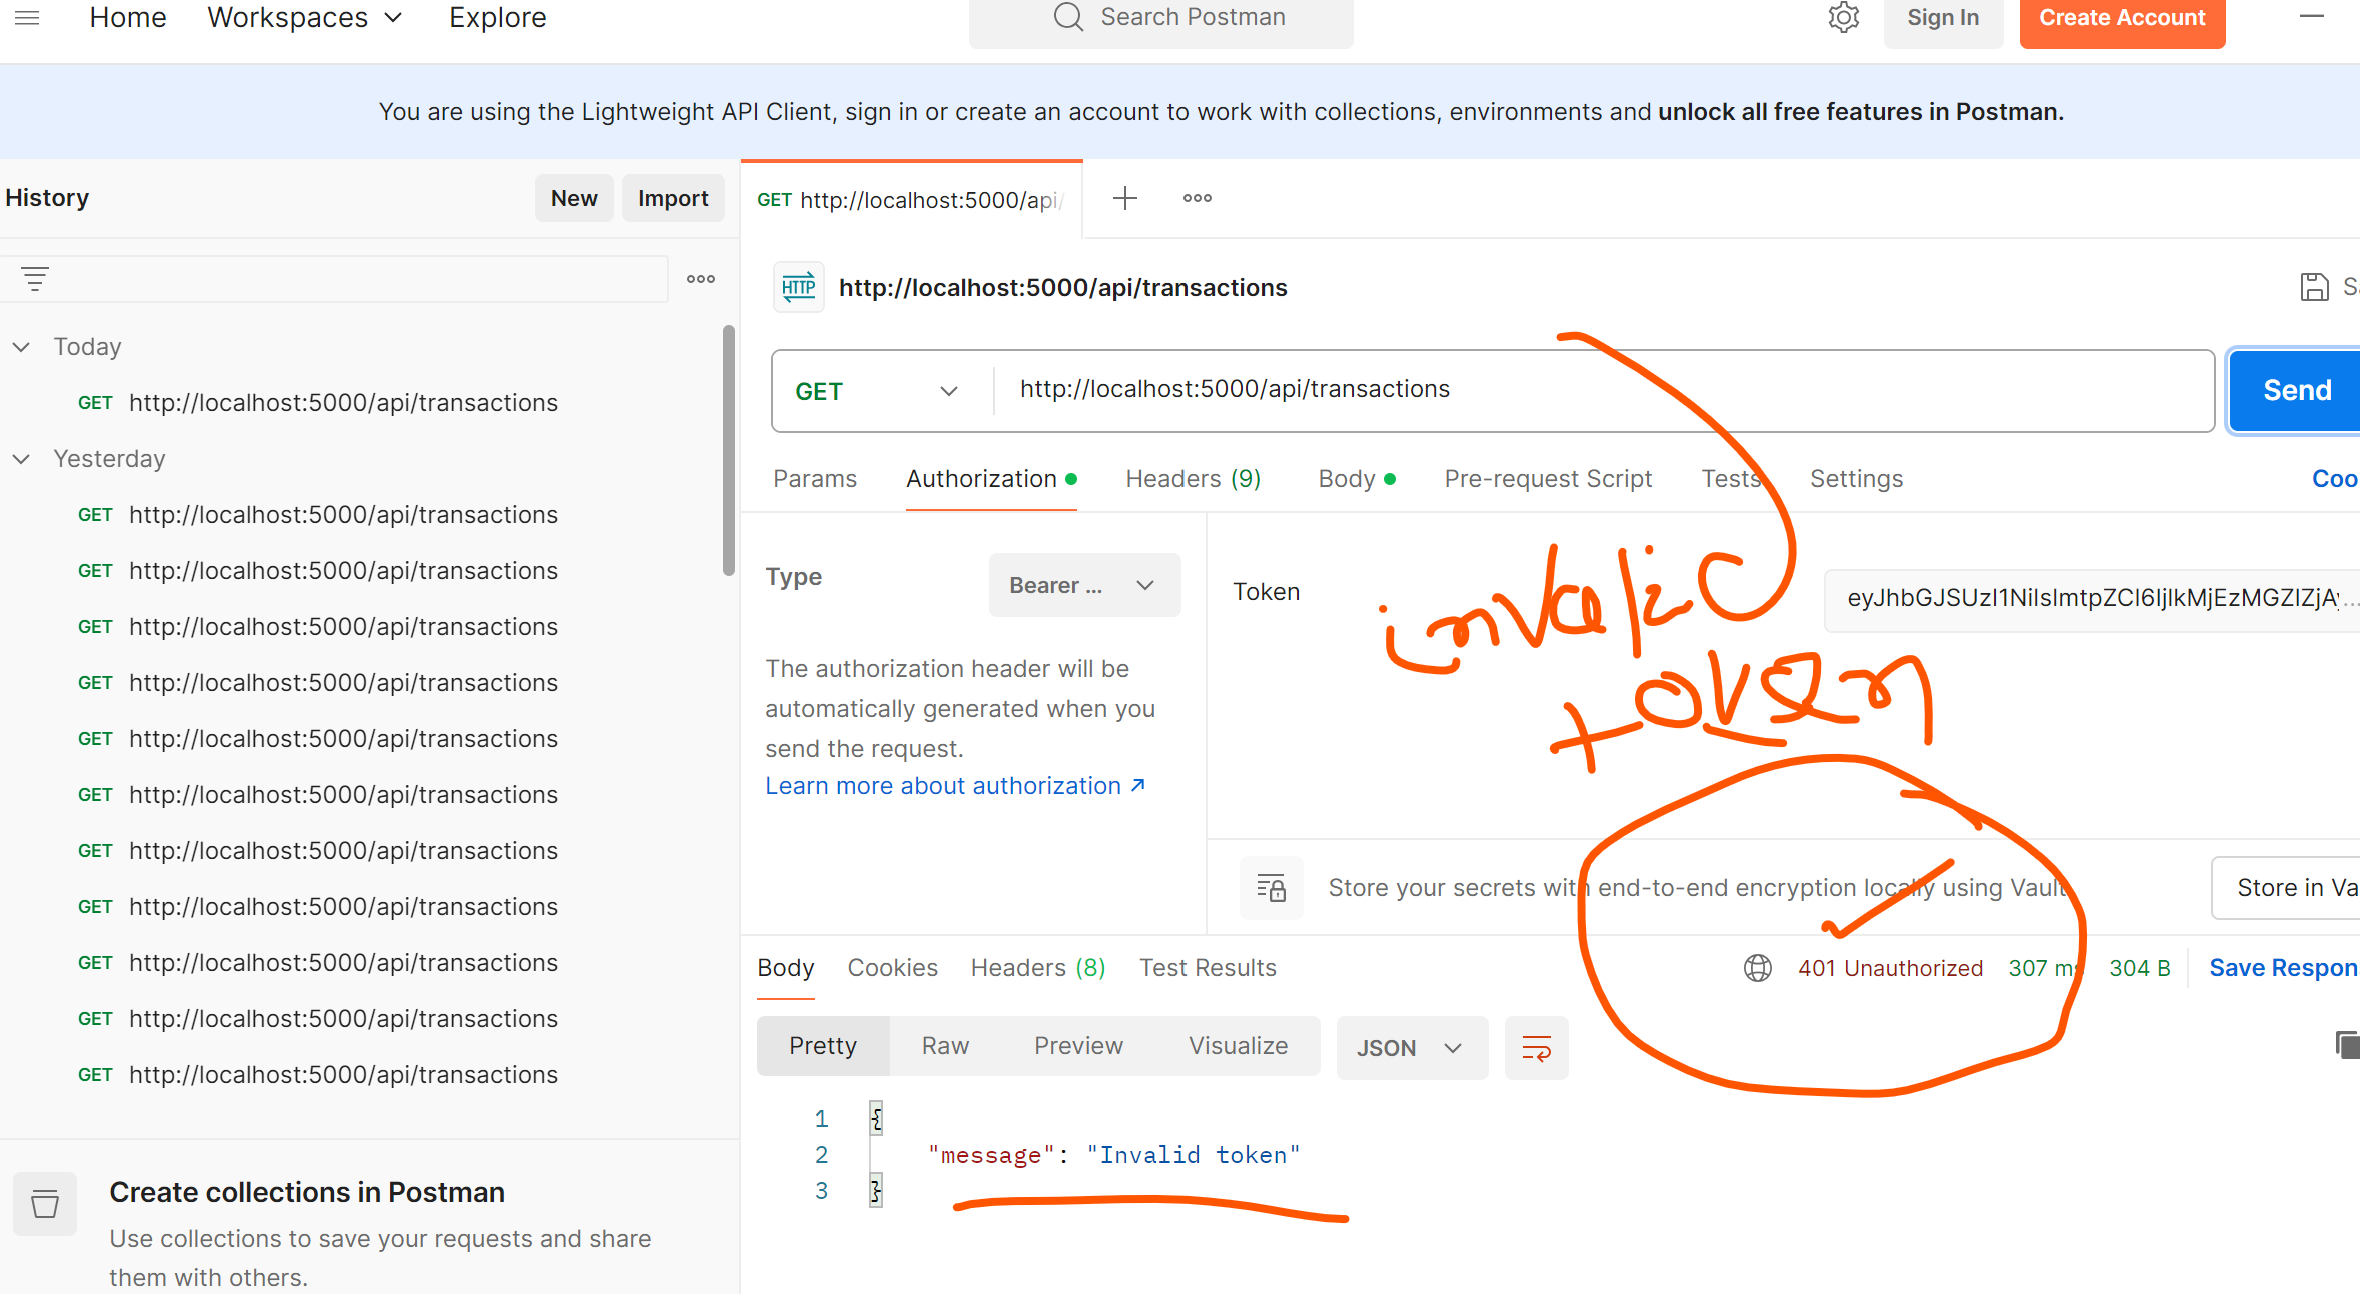 Home Workspaces Explore Search Postman Sign In Create Account
You are using the Lightweight API Client, sign in or create an account to work with collections, environments and unlock all free features in Postman.
History New Import
GET http://localhost:5000/api/
http://localhost:5000/api/transactions
Today
GET http://localhost:5000/api/transactions
Yesterday
GET http://localhost:5000/api/transactions
GET http://localhost:5000/api/transactions
GET http://localhost:5000/api/transactions
GET http://localhost:5000/api/transactions
GET http://localhost:5000/api/transactions
GET http://localhost:5000/api/transactions
GET http://localhost:5000/api/transactions
GET http://localhost:5000/api/transactions
GET http://localhost:5000/api/transactions
GET http://localhost:5000/api/transactions
GET http://localhost:5000/api/transactions
Create collections in Postman
Use collections to save your requests and share
them with others.
HTTP
GET http://localhost:5000/api/transactions Send
Params Authorization Headers (9) Body Pre-request Script Tests Settings Coo
Type Bearer ...
The authorization header will be
automatically generated when you
send the request.
Learn more about authorization
Token
invalid
token
Store your secrets with end-to-end encryption locally using Vault Store in Va
Body Cookies Headers (8) Test Results 401 Unauthorized 307 ms 304 B Save Respon
Pretty Raw Preview Visualize JSON
1 {
2 "message": "Invalid token"
3 }